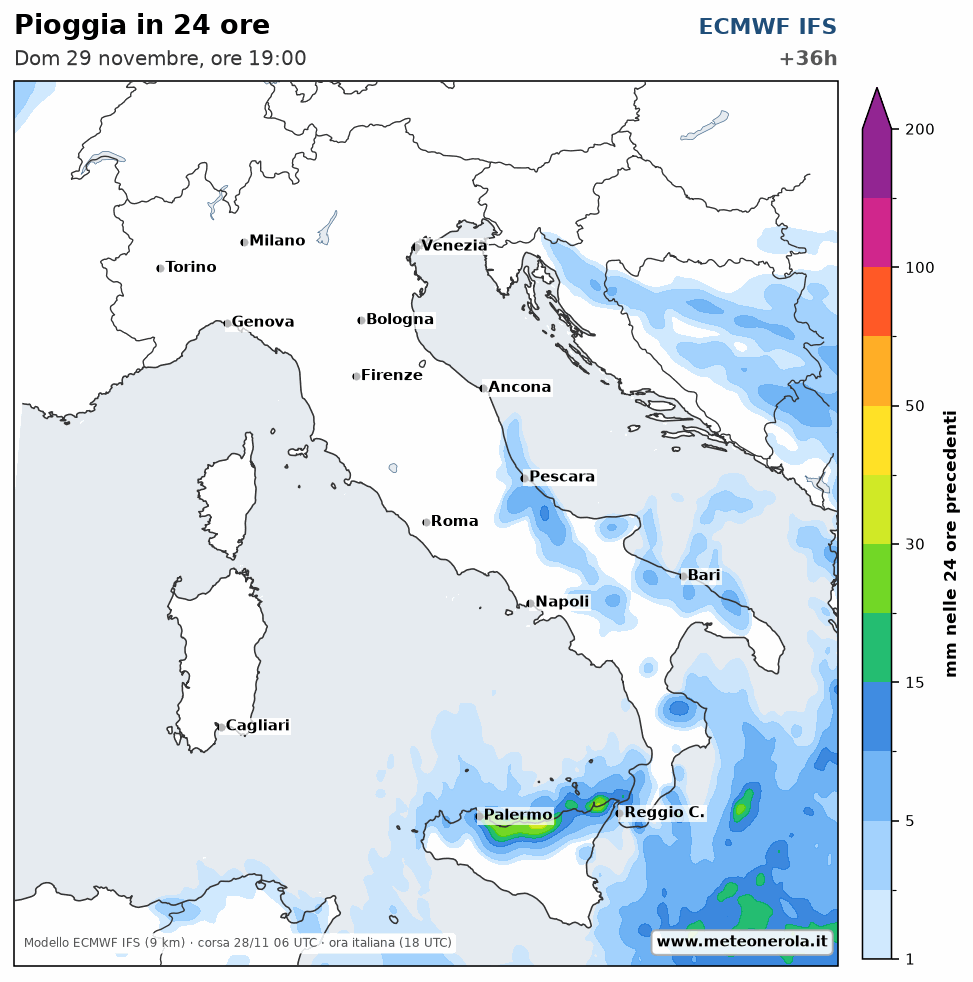 Pioggia in 24 ore
ECMWF IFS
Dom 29 novembre, ore 19:00
+36h
200
100
50
30
15
5
1
mm nelle 24 ore precedenti
Milano
Venezia
Torino
Genova
Bologna
Firenze
Ancona
Pescara
Roma
Bari
Napoli
Cagliari
Palermo
Reggio C.
Modello ECMWF IFS (9 km) · corsa 28/11 06 UTC · ora italiana (18 UTC)
www.meteonerola.it